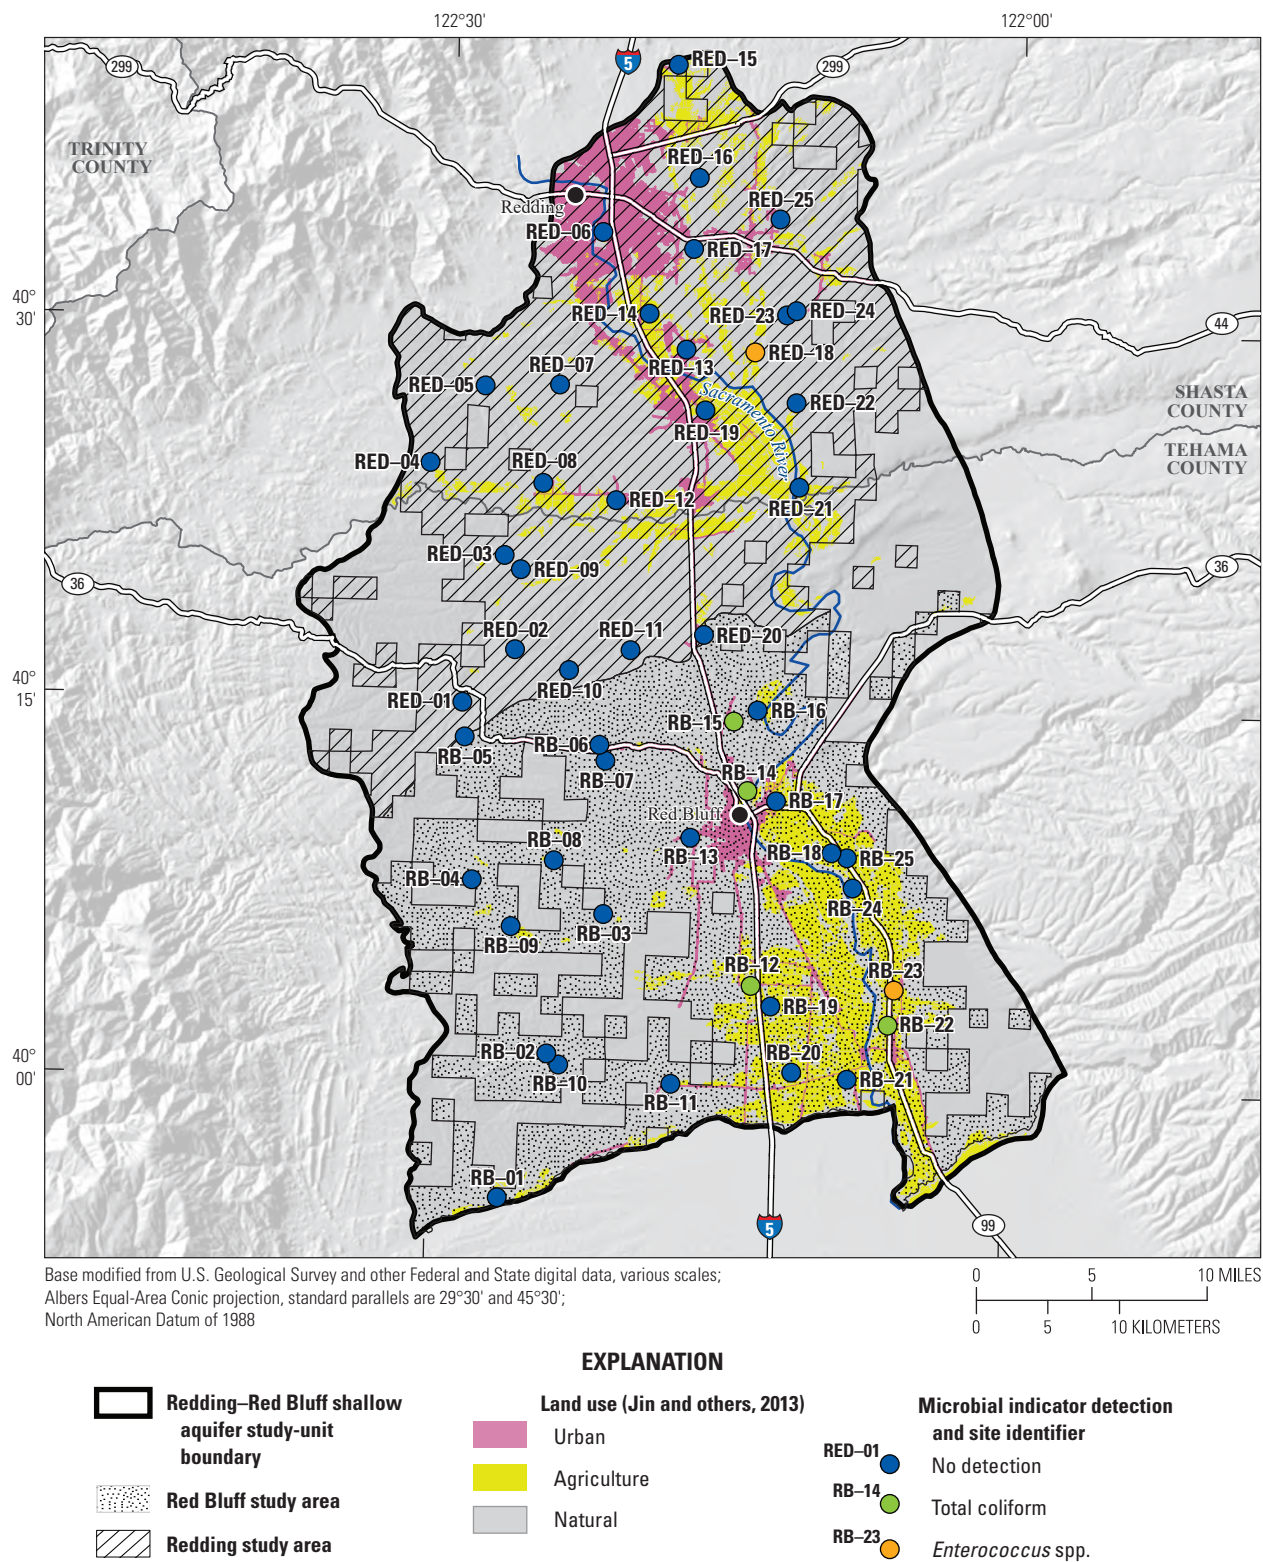 122°30'
122°00'
299
5
RED–15
299
TRINITY
COUNTY
RED–16
RED–25
Redding
RED–06
RED–17
40°
30'
RED–14
RED–23
RED–24
44
RED–18
RED–13
RED–07
RED–05
Sacramento River
RED–22
SHASTA
COUNTY
RED–19
TEHAMA
COUNTY
RED–04
RED–08
RED–12
RED–21
RED–03
RED–09
36
36
RED–02
RED–11
RED–20
RED–10
40°
15'
RED–01
RB–15
RB–16
RB–05
RB–06
RB–07
RB–14
RB–17
Red Bluff
RB–08
RB–13
RB–18
RB–25
RB–04
RB–24
RB–03
RB–09
RB–12
RB–23
RB–19
RB–22
RB–02
RB–20
40°
00'
RB–10
RB–11
RB–21
RB–01
5
99
Base modified from U.S. Geological Survey and other Federal and State digital data, various scales;
Albers Equal-Area Conic projection, standard parallels are 29°30' and 45°30';
North American Datum of 1988
0 5 10 MILES
0 5 10 KILOMETERS
EXPLANATION
Redding–Red Bluff shallow
aquifer study-unit
boundary
Red Bluff study area
Redding study area
Land use (Jin and others, 2013)
Urban
Agriculture
Natural
Microbial indicator detection
and site identifier
RED–01
No detection
RB–14
Total coliform
RB–23
Enterococcus spp.